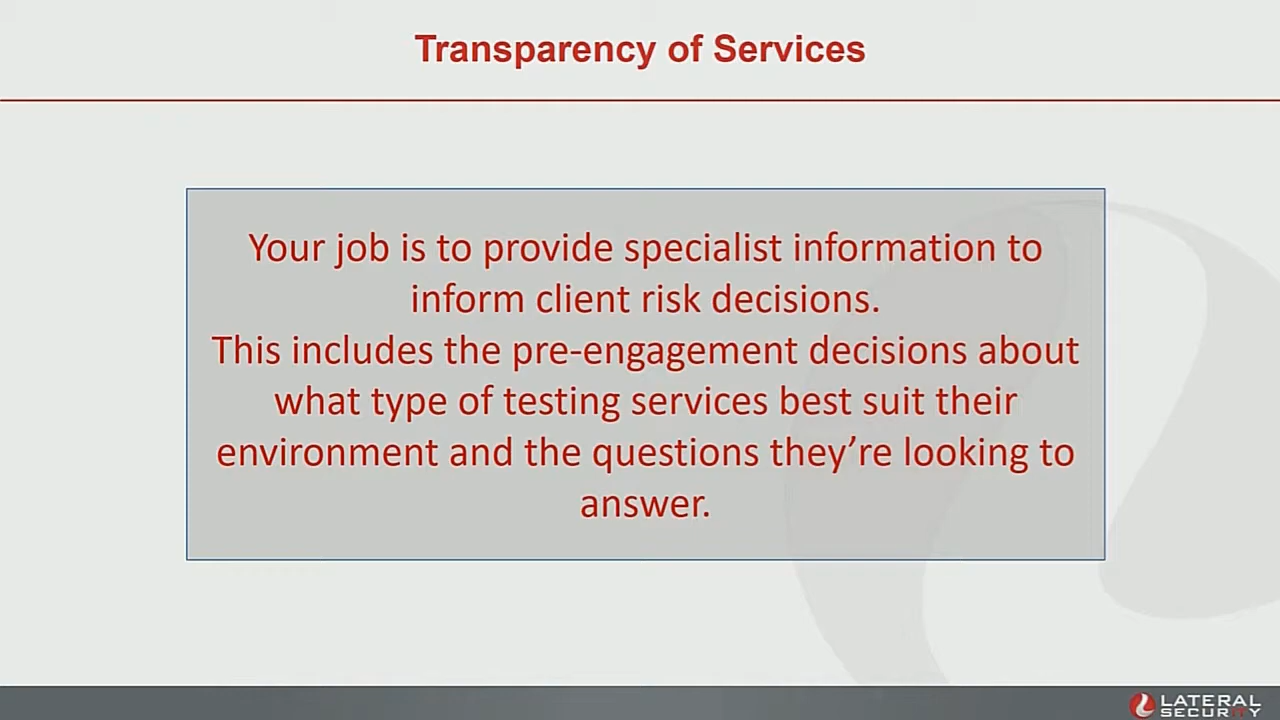 Transparency of Services
Your job is to provide specialist information to
inform client risk decisions.
This includes the pre-engagement decisions about
what type of testing services best suit their
environment and the questions they’re looking to
answer.
LATERAL
SECURITY